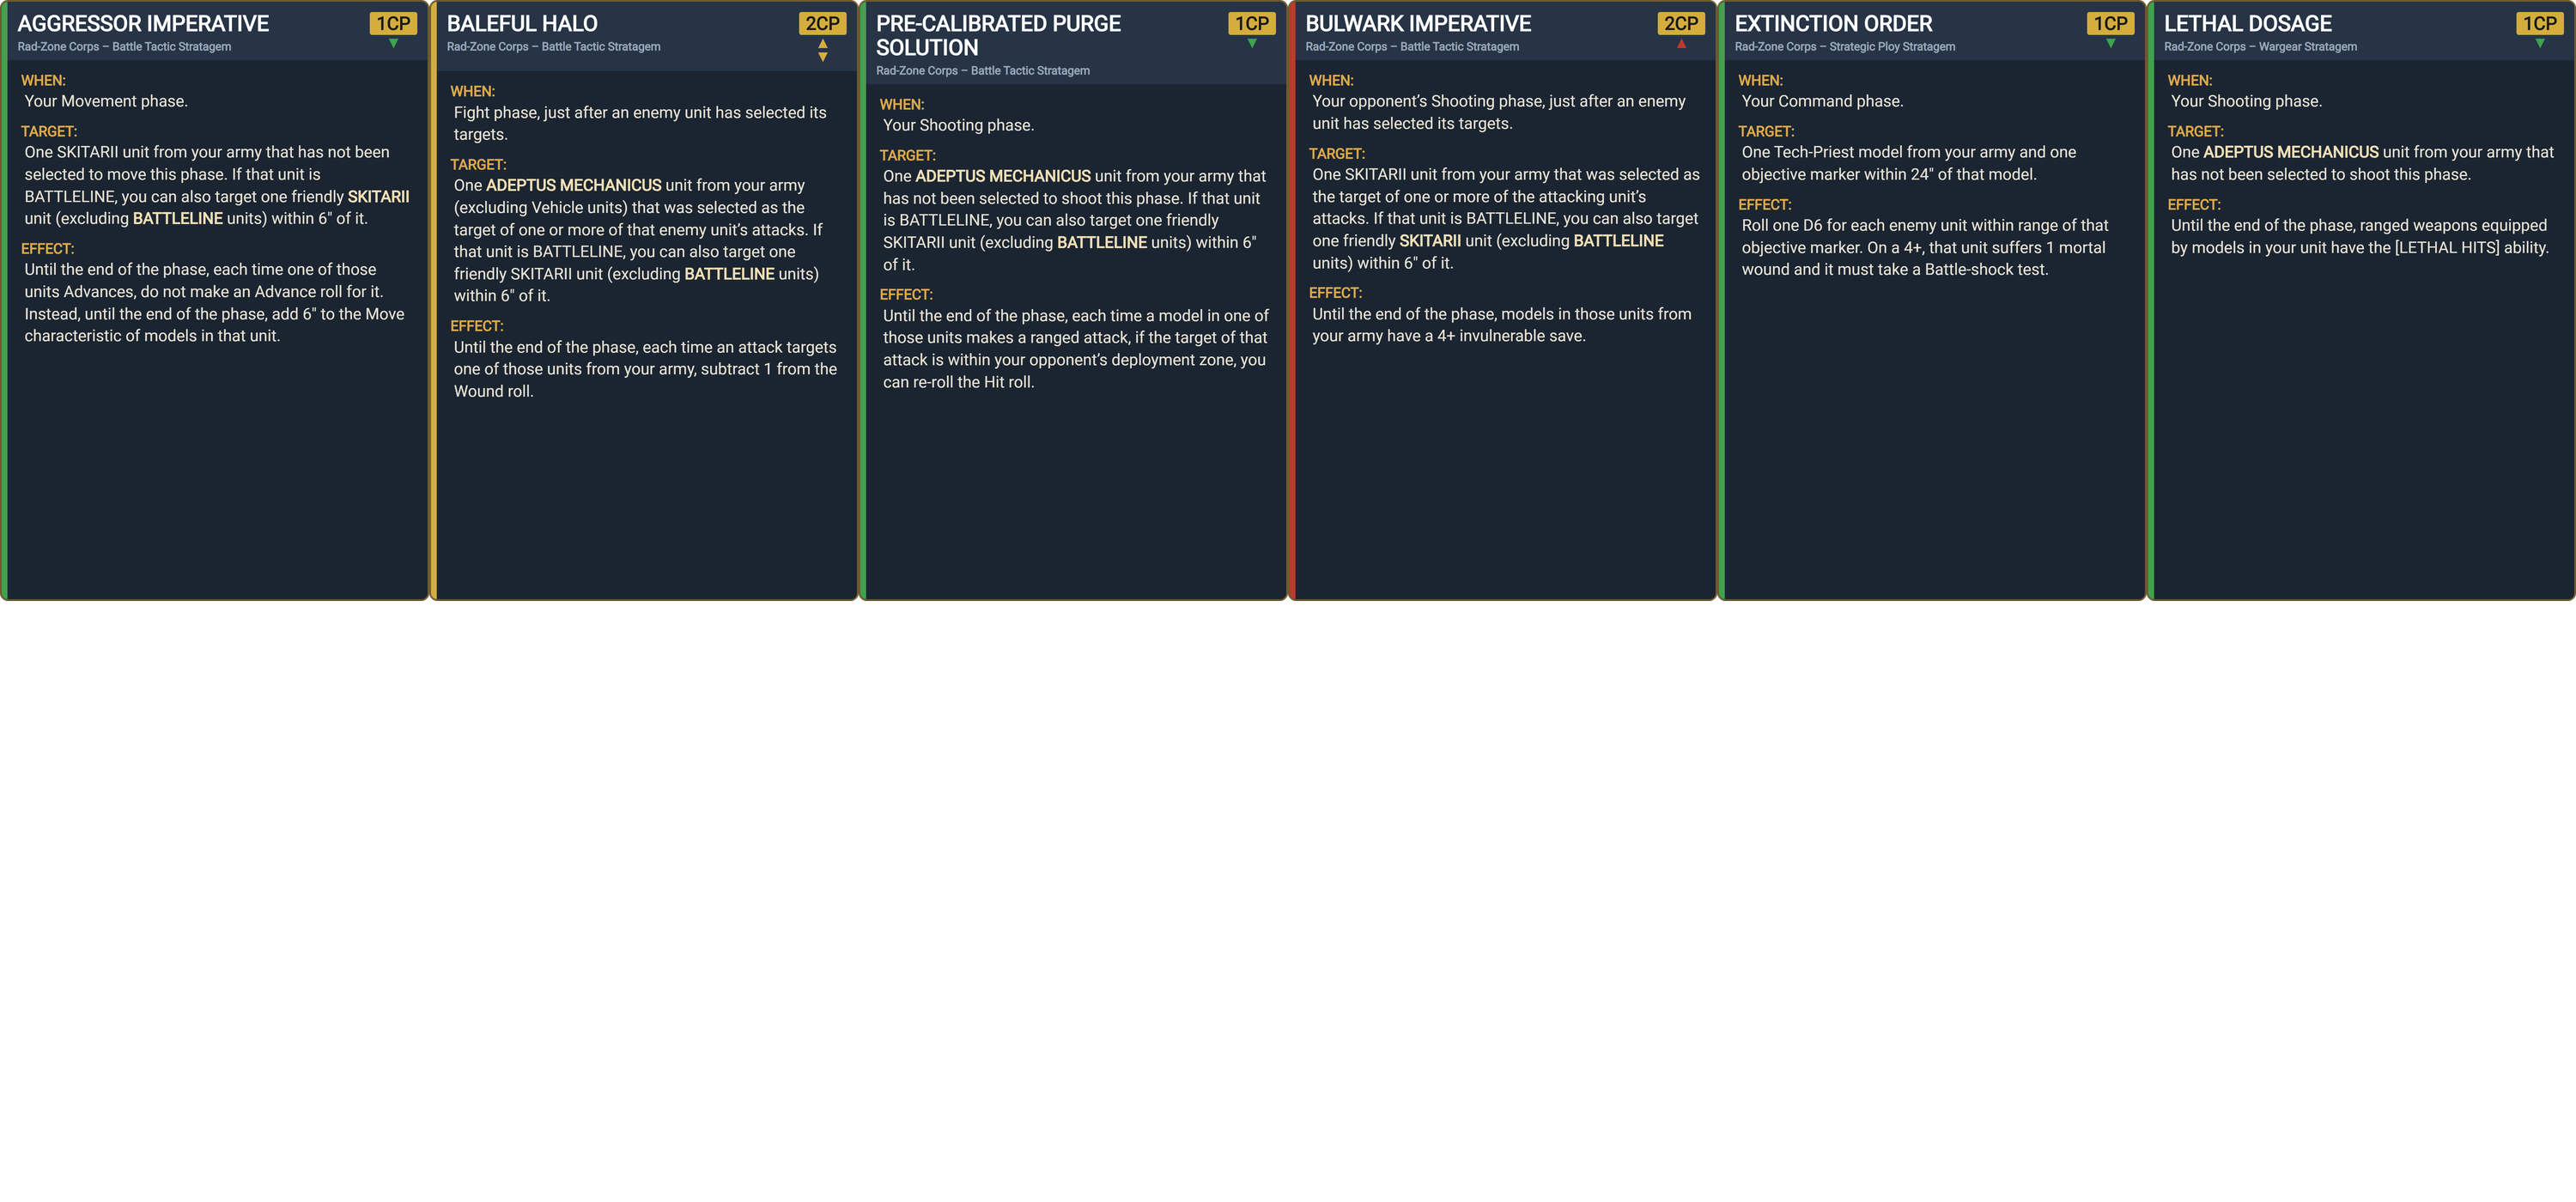 AGGRESSOR IMPERATIVE
1CP
Rad-Zone Corps – Battle Tactic Stratagem
WHEN:
Your Movement phase.
TARGET:
One SKITARII unit from your army that has not been
selected to move this phase. If that unit is
BATTLELINE, you can also target one friendly SKITARII
unit (excluding BATTLELINE units) within 6" of it.
EFFECT:
Until the end of the phase, each time one of those
units Advances, do not make an Advance roll for it.
Instead, until the end of the phase, add 6" to the Move
characteristic of models in that unit.
BALEFUL HALO
2CP
Rad-Zone Corps – Battle Tactic Stratagem
WHEN:
Fight phase, just after an enemy unit has selected its
targets.
TARGET:
One ADEPTUS MECHANICUS unit from your army
(excluding Vehicle units) that was selected as the
target of one or more of that enemy unit’s attacks. If
that unit is BATTLELINE, you can also target one
friendly SKITARII unit (excluding BATTLELINE units)
within 6" of it.
EFFECT:
Until the end of the phase, each time an attack targets
one of those units from your army, subtract 1 from the
Wound roll.
PRE-CALIBRATED PURGE
SOLUTION
1CP
Rad-Zone Corps – Battle Tactic Stratagem
WHEN:
Your Shooting phase.
TARGET:
One ADEPTUS MECHANICUS unit from your army that
has not been selected to shoot this phase. If that unit
is BATTLELINE, you can also target one friendly
SKITARII unit (excluding BATTLELINE units) within 6"
of it.
EFFECT:
Until the end of the phase, each time a model in one of
those units makes a ranged attack, if the target of that
attack is within your opponent’s deployment zone, you
can re-roll the Hit roll.
BULWARK IMPERATIVE
2CP
Rad-Zone Corps – Battle Tactic Stratagem
WHEN:
Your opponent’s Shooting phase, just after an enemy
unit has selected its targets.
TARGET:
One SKITARII unit from your army that was selected as
the target of one or more of the attacking unit’s
attacks. If that unit is BATTLELINE, you can also target
one friendly SKITARII unit (excluding BATTLELINE
units) within 6" of it.
EFFECT:
Until the end of the phase, models in those units from
your army have a 4+ invulnerable save.
EXTINCTION ORDER
1CP
Rad-Zone Corps – Strategic Ploy Stratagem
WHEN:
Your Command phase.
TARGET:
One Tech-Priest model from your army and one
objective marker within 24" of that model.
EFFECT:
Roll one D6 for each enemy unit within range of that
objective marker. On a 4+, that unit suffers 1 mortal
wound and it must take a Battle-shock test.
LETHAL DOSAGE
1CP
Rad-Zone Corps – Wargear Stratagem
WHEN:
Your Shooting phase.
TARGET:
One ADEPTUS MECHANICUS unit from your army that
has not been selected to shoot this phase.
EFFECT:
Until the end of the phase, ranged weapons equipped
by models in your unit have the [LETHAL HITS] ability.